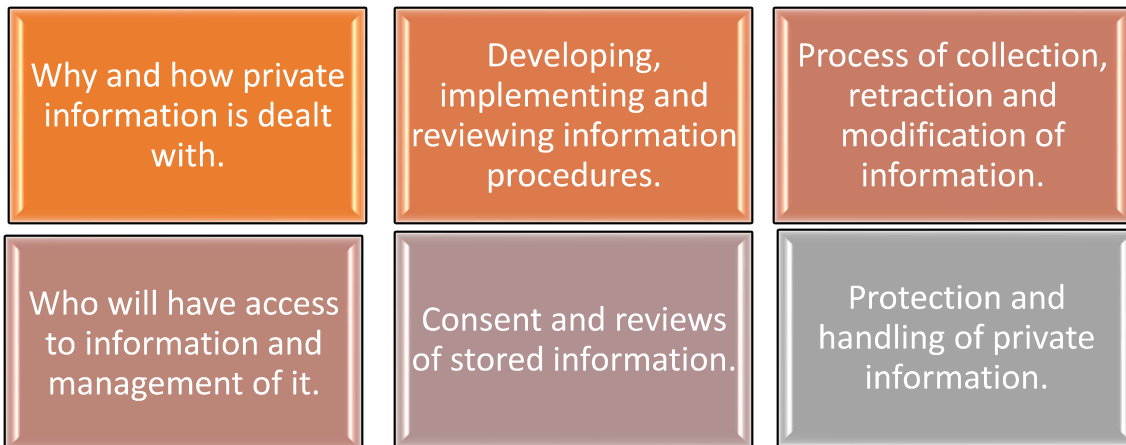 Why and how private
information is dealt
with.
Developing,
implementing and
reviewing information
procedures.
Process of collection,
retraction and
modification of
information.
Who will have access
to information and
management of it.
Consent and reviews
of stored information.
Protection and
handling of private
information.